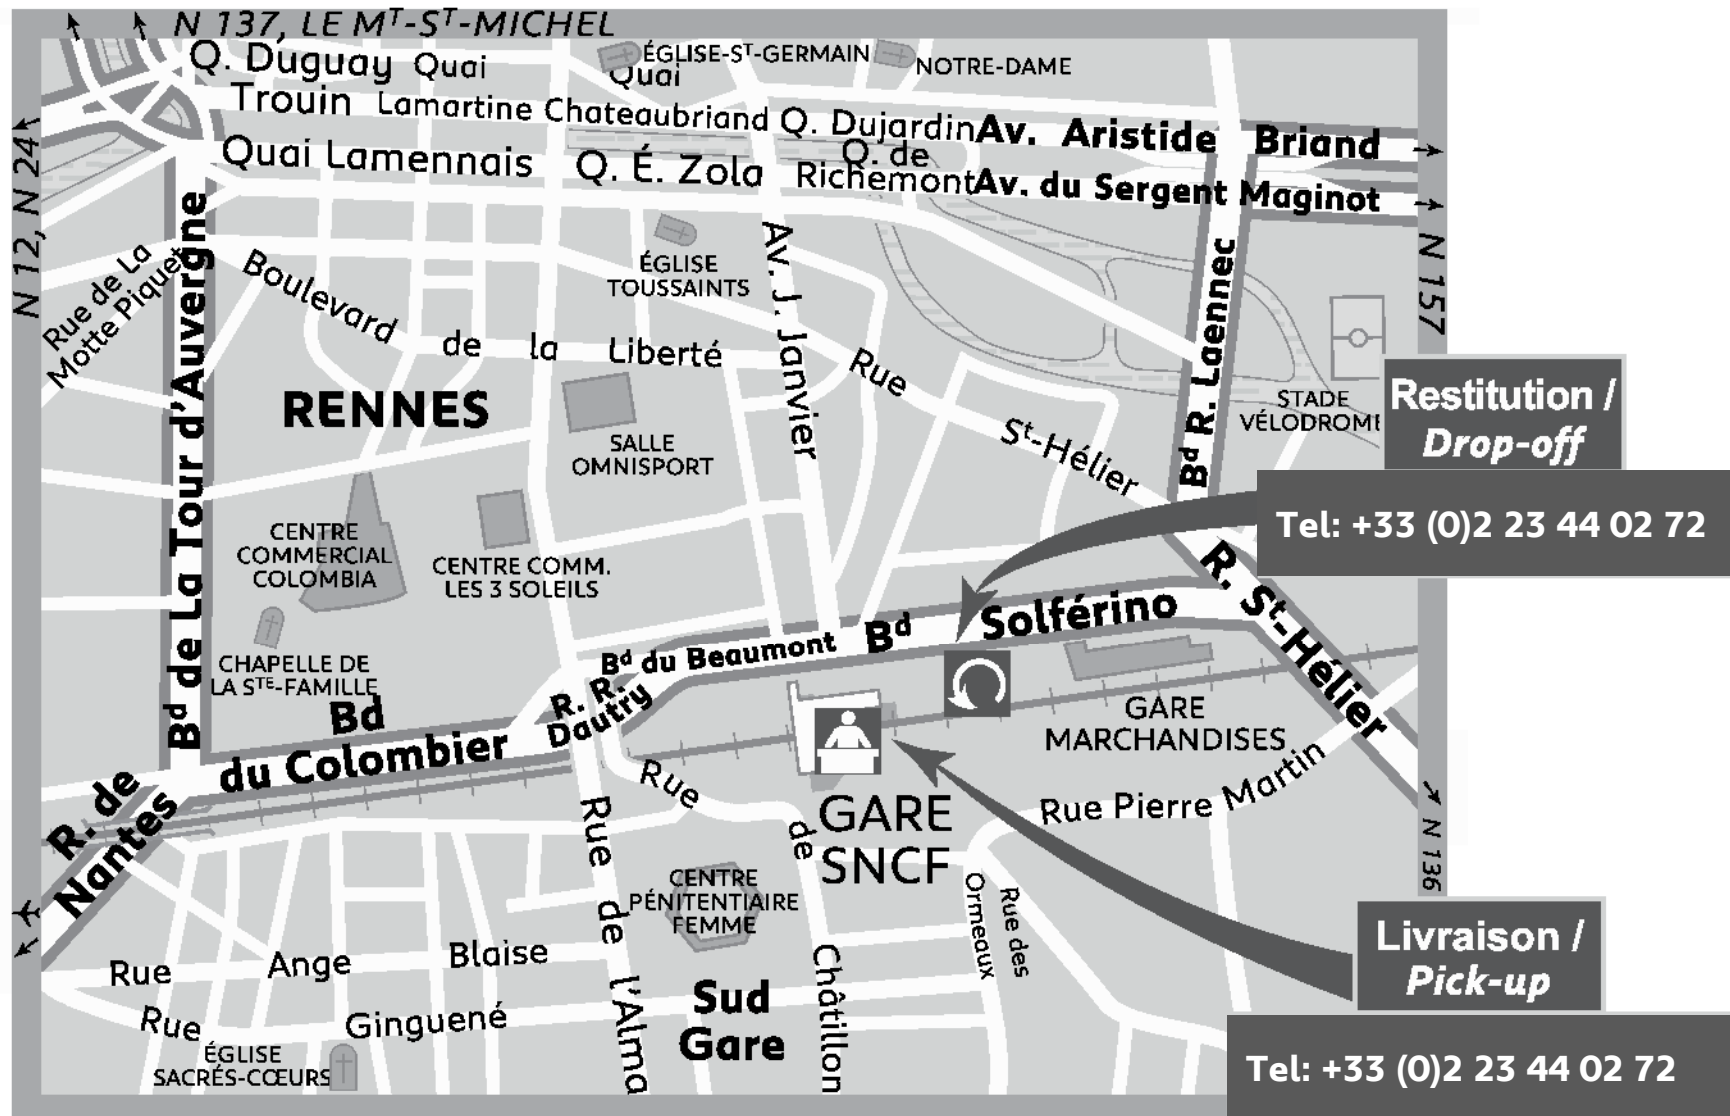 N 137, LE Mᵀ-Sᵀ-MICHEL
Q. Duguay
Trouin
Quai
Lamartine
ÉGLISE-Sᵀ-GERMAIN
Quai
Chateaubriand
NOTRE-DAME
Q. Dujardin
Av. Aristide Briand
Quai Lamennais
Q. É. Zola
Q. de
Richemont
Av. du Sergent Maginot
N 12, N 24
N 157
Rue de La
Motte Piquet
Bᵈ de La Tour d'Auvergne
Boulevard de la Liberté
ÉGLISE
TOUSSAINTS
Av. J. Janvier
Bᵈ R. Laennec
RENNES
SALLE
OMNISPORT
Rue St-Hélier
STADE
VÉLODROME
Restitution /
Drop-off
Tel: +33 (0)2 23 44 02 72
CENTRE
COMMERCIAL
COLOMBIA
CENTRE COMM.
LES 3 SOLEILS
R. St-Hélier
CHAPELLE DE
LA Sᵀᴱ-FAMILLE
Bᵈ du Beaumont
Bᵈ Solférino
R. R.
Dautry
Bd
du Colombier
GARE
MARCHANDISES
R. de
Nantes
GARE
SNCF
Rue Pierre Martin
Rue de Châtillon
Rue de l'Alma
N 136
CENTRE
PÉNITENTIAIRE
FEMME
Rue des
Ormeaux
Livraison /
Pick-up
Tel: +33 (0)2 23 44 02 72
Rue Ange Blaise
Sud
Gare
Rue Ginguené
ÉGLISE
SACRÉS-CŒURS